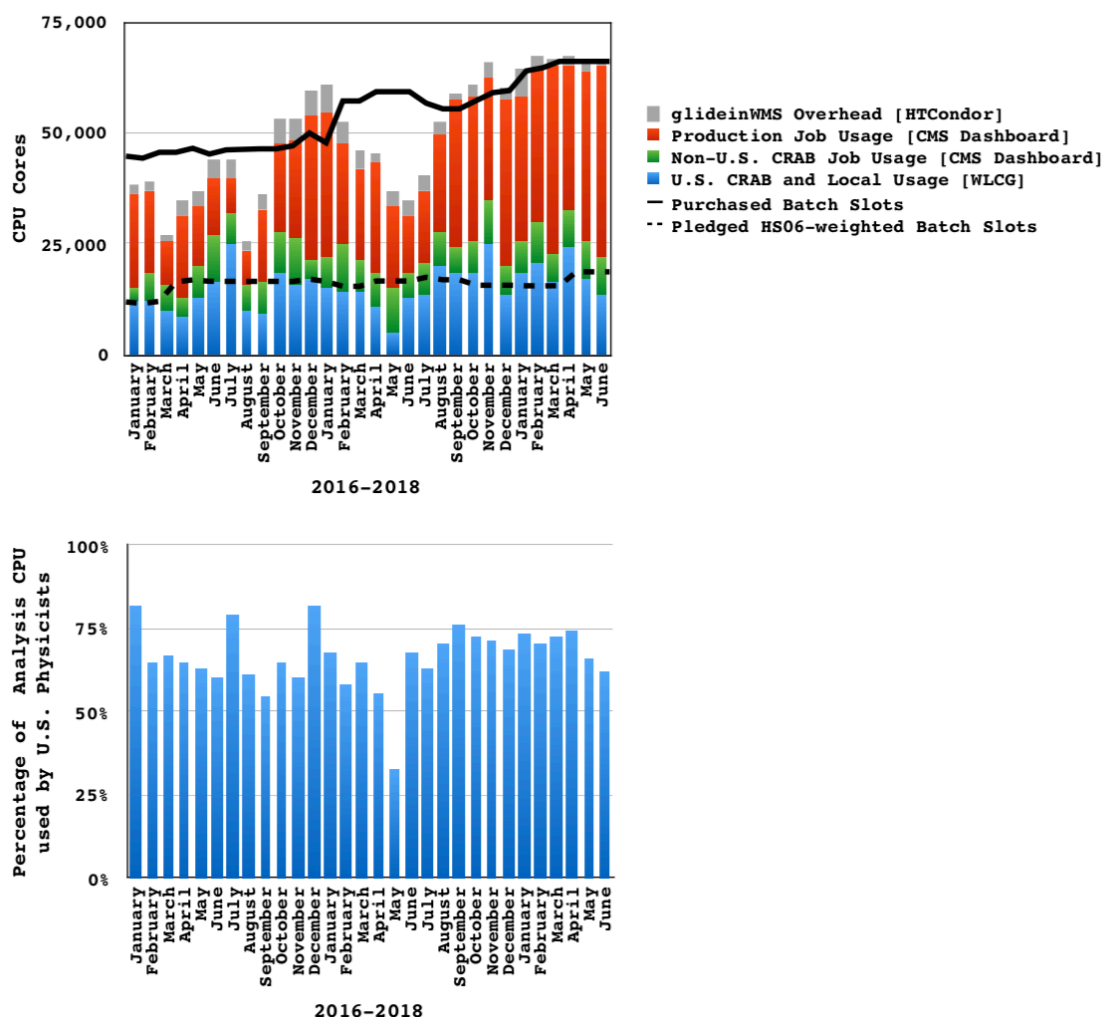 75,000
50,000
25,000
0
CPU Cores
January
February
March
April
May
June
July
August
September
October
November
December
January
February
March
April
May
June
July
August
September
October
November
December
January
February
March
April
May
June
2016-2018
glideinWMS Overhead [HTCondor]
Production Job Usage [CMS Dashboard]
Non-U.S. CRAB Job Usage [CMS Dashboard]
U.S. CRAB and Local Usage [WLCG]
Purchased Batch Slots
Pledged HS06-weighted Batch Slots
100%
75%
50%
25%
0%
Percentage of Analysis CPU
used by U.S. Physicists
January
February
March
April
May
June
July
August
September
October
November
December
January
February
March
April
May
June
July
August
September
October
November
December
January
February
March
April
May
June
2016-2018